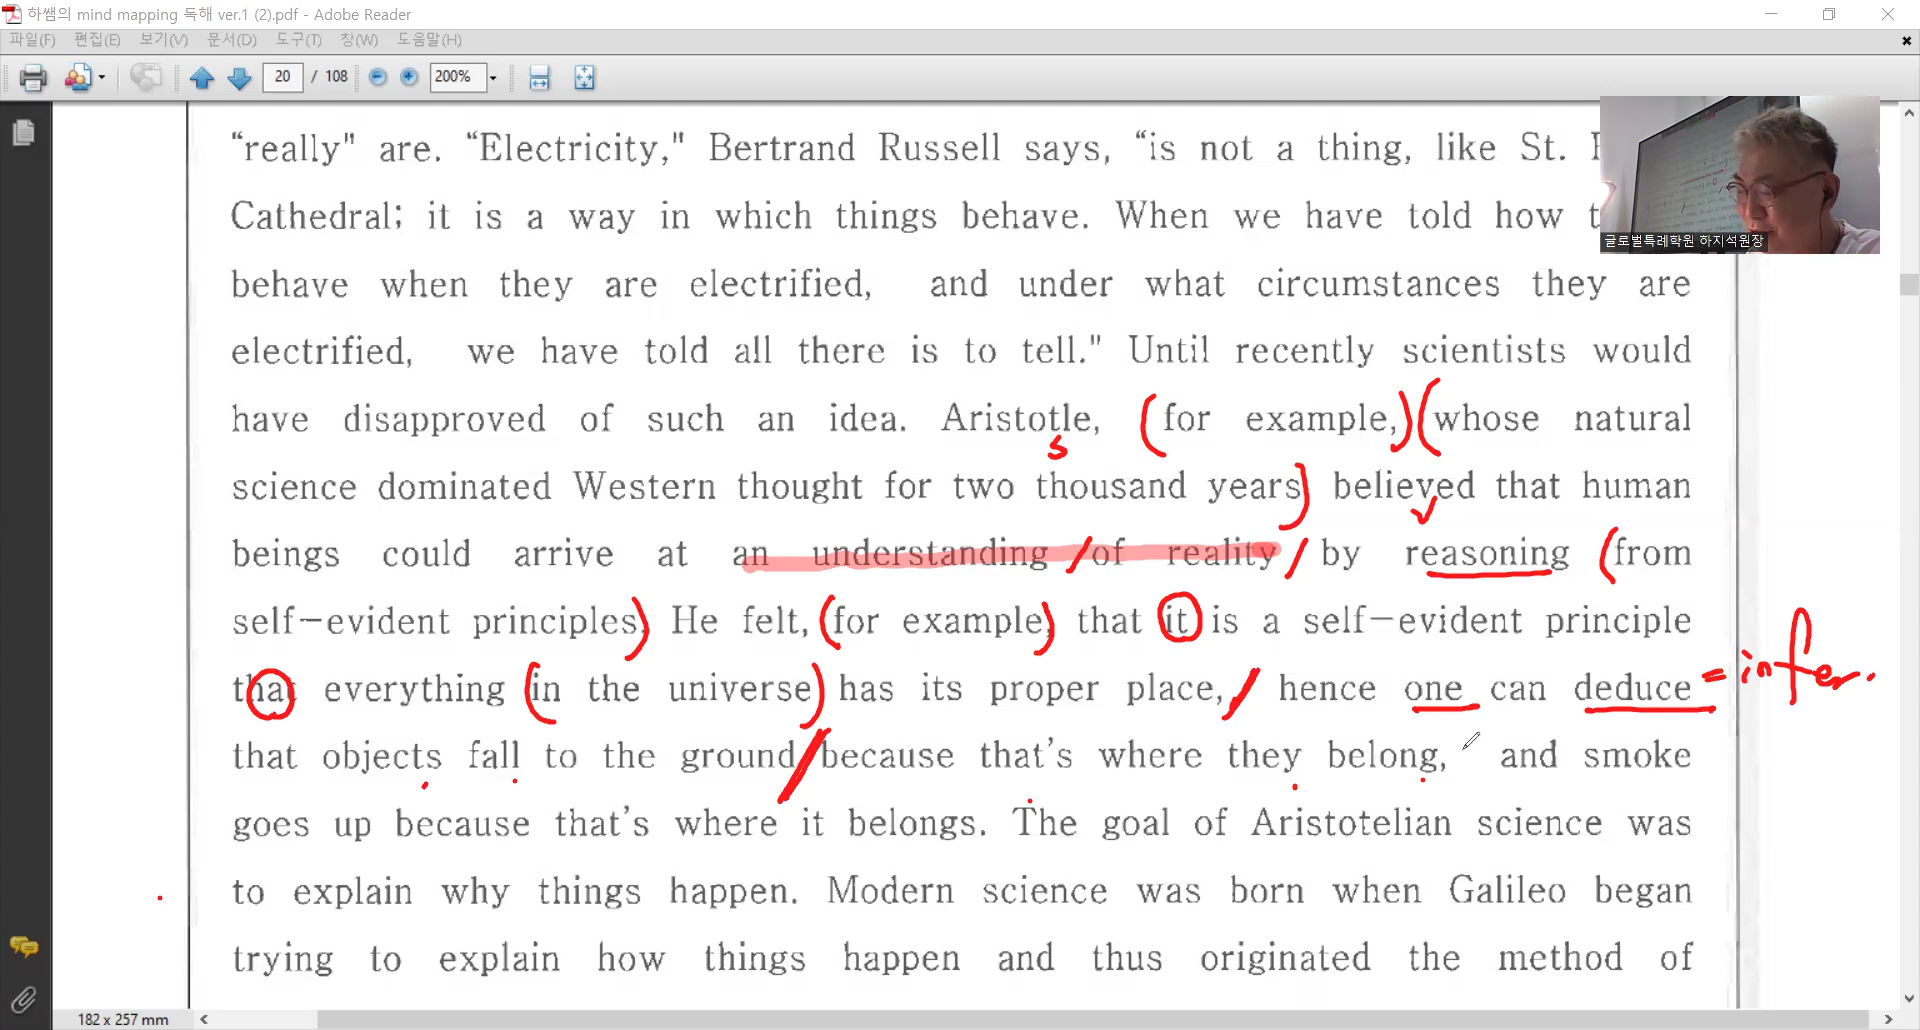 하쌤의 mind mapping 독해 ver.1 (2).pdf - Adobe Reader
파일(F) 편집(E) 보기(V) 문서(D) 도구(T) 창(W) 도움말(H)
20 / 108 200%
“really" are. “Electricity," Bertrand Russell says, “is not a thing, like St.
Cathedral; it is a way in which things behave. When we have told how
글로벌특례학원 하지석원장
behave when they are electrified, and under what circumstances they are
electrified, we have told all there is to tell." Until recently scientists would
have disapproved of such an idea. Aristotle, (for example,) (whose natural
s
science dominated Western thought for two thousand years) believed that human
v
beings could arrive at an understanding / of reality / by reasoning (from
self-evident principles) He felt, (for example) that it is a self-evident principle
that everything (in the universe) has its proper place, / hence one can deduce = infer.
that objects fall to the ground / because that's where they belong, and smoke
goes up because that's where it belongs. The goal of Aristotelian science was
to explain why things happen. Modern science was born when Galileo began
trying to explain how things happen and thus originated the method of
182 x 257 mm